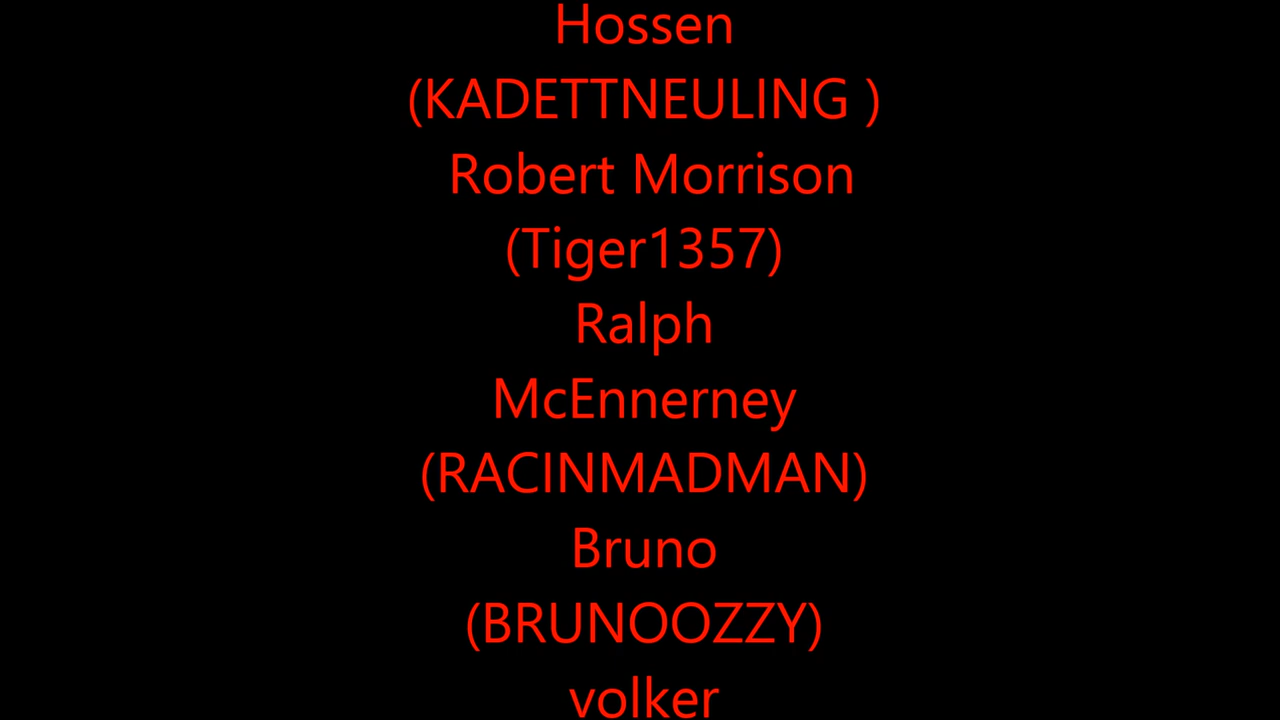 Hossen
(KADETTNEULING )
Robert Morrison
(Tiger1357)
Ralph
McEnnerney
(RACINMADMAN)
Bruno
(BRUNOOZZY)
volker